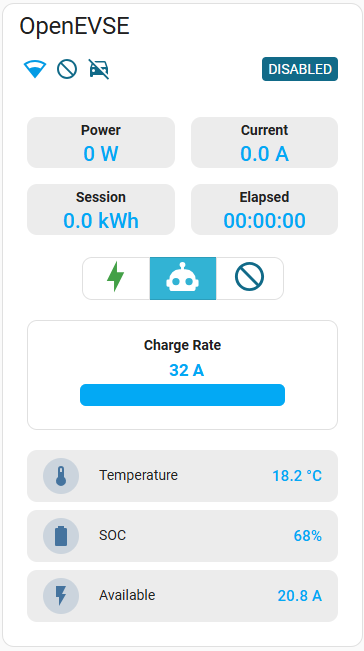 OpenEVSE
DISABLED
Power
0 W
Current
0.0 A
Session
0.0 kWh
Elapsed
00:00:00
Charge Rate
32 A
Temperature 18.2 °C
SOC 68%
Available 20.8 A